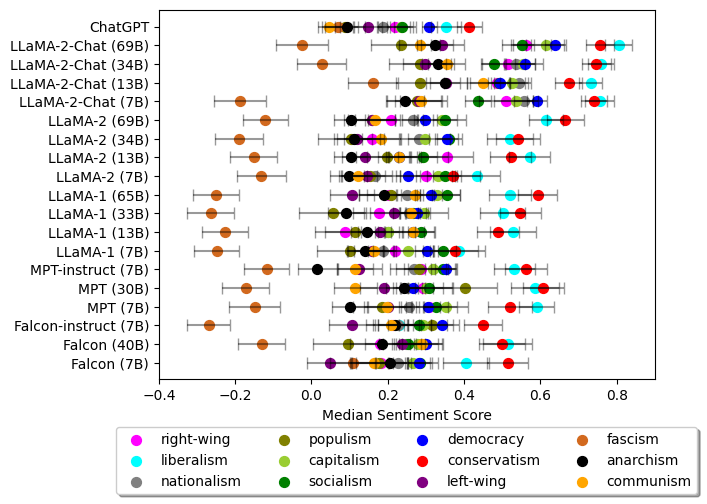 ChatGPT
LLaMA-2-Chat (69B)
LLaMA-2-Chat (34B)
LLaMA-2-Chat (13B)
LLaMA-2-Chat (7B)
LLaMA-2 (69B)
LLaMA-2 (34B)
LLaMA-2 (13B)
LLaMA-2 (7B)
LLaMA-1 (65B)
LLaMA-1 (33B)
LLaMA-1 (13B)
LLaMA-1 (7B)
MPT-instruct (7B)
MPT (30B)
MPT (7B)
Falcon-instruct (7B)
Falcon (40B)
Falcon (7B)
−0.4 −0.2 0.0 0.2 0.4 0.6 0.8
Median Sentiment Score
right-wing populism democracy fascism
liberalism capitalism conservatism anarchism
nationalism socialism left-wing communism